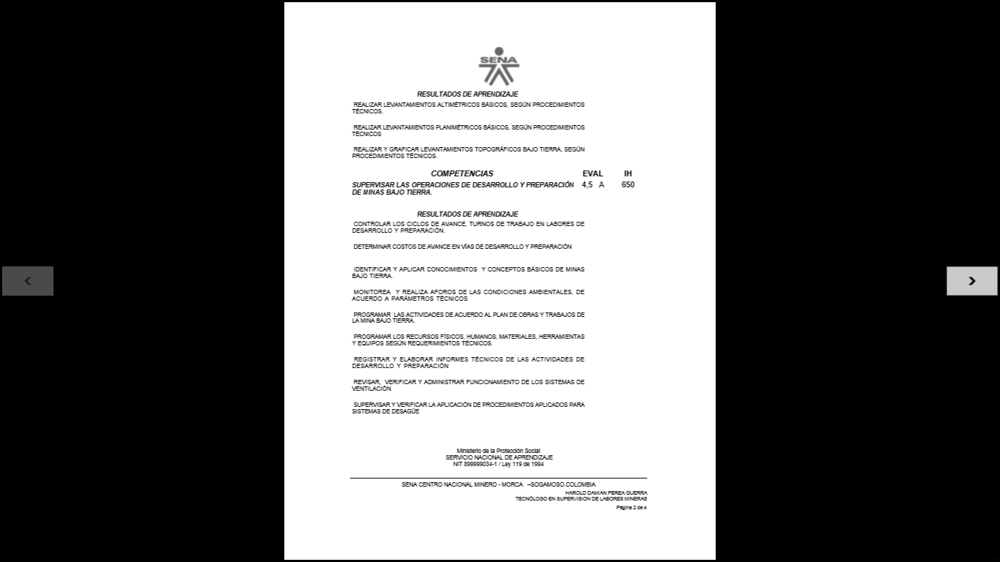 SENA
RESULTADOS DE APRENDIZAJE
REALIZAR LEVANTAMIENTOS ALTIMÉTRICOS BÁSICOS, SEGÚN PROCEDIMIENTOS
TÉCNICOS.
REALIZAR LEVANTAMIENTOS PLANIMÉTRICOS BÁSICOS, SEGÚN PROCEDIMIENTOS
TÉCNICOS
REALIZAR Y GRAFICAR LEVANTAMIENTOS TOPOGRÁFICOS BAJO TIERRA, SEGÚN
PROCEDIMIENTOS TÉCNICOS.
COMPETENCIAS EVAL IH
SUPERVISAR LAS OPERACIONES DE DESARROLLO Y PREPARACIÓN 4,5 A 650
DE MINAS BAJO TIERRA.
RESULTADOS DE APRENDIZAJE
CONTROLAR LOS CICLOS DE AVANCE, TURNOS DE TRABAJO EN LABORES DE
DESARROLLO Y PREPARACIÓN.
DETERMINAR COSTOS DE AVANCE EN VÍAS DE DESARROLLO Y PREPARACIÓN
IDENTIFICAR Y APLICAR CONOCIMIENTOS Y CONCEPTOS BÁSICOS DE MINAS
BAJO TIERRA.
MONITOREA Y REALIZA AFOROS DE LAS CONDICIONES AMBIENTALES, DE
ACUERDO A PARÁMETROS TÉCNICOS
PROGRAMAR LAS ACTIVIDADES DE ACUERDO AL PLAN DE OBRAS Y TRABAJOS DE
LA MINA BAJO TIERRA.
PROGRAMAR LOS RECURSOS FÍSICOS, HUMANOS, MATERIALES, HERRAMIENTAS
Y EQUIPOS SEGÚN REQUERIMIENTOS TÉCNICOS.
REGISTRAR Y ELABORAR INFORMES TÉCNICOS DE LAS ACTIVIDADES DE
DESARROLLO Y PREPARACIÓN
REVISAR, VERIFICAR Y ADMINISTRAR FUNCIONAMIENTO DE LOS SISTEMAS DE
VENTILACIÓN
SUPERVISAR Y VERIFICAR LA APLICACIÓN DE PROCEDIMIENTOS APLICADOS PARA
SISTEMAS DE DESAGÜE
Ministerio de la Protección Social
SERVICIO NACIONAL DE APRENDIZAJE
NIT 899999034-1 / Ley 119 de 1994
SENA CENTRO NACIONAL MINERO - MORCA –SOGAMOSO.COLOMBIA
HAROLD DAMIAN PEREA GUERRA
TECNÓLOGO EN SUPERVISION DE LABORES MINERAS
Página 2 de 4